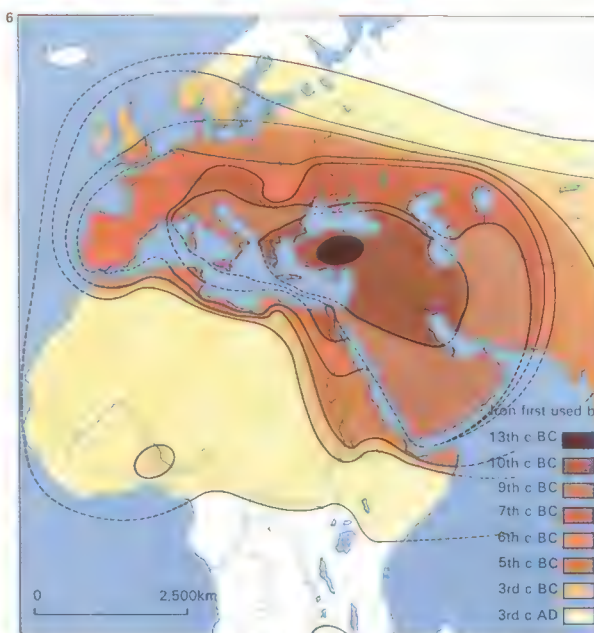 6
Iron first used b
13th c BC
10th c BC
9th c BC
7th c BC
6th c BC
5th c BC
3rd c BC
3rd c AD
0 2,500km